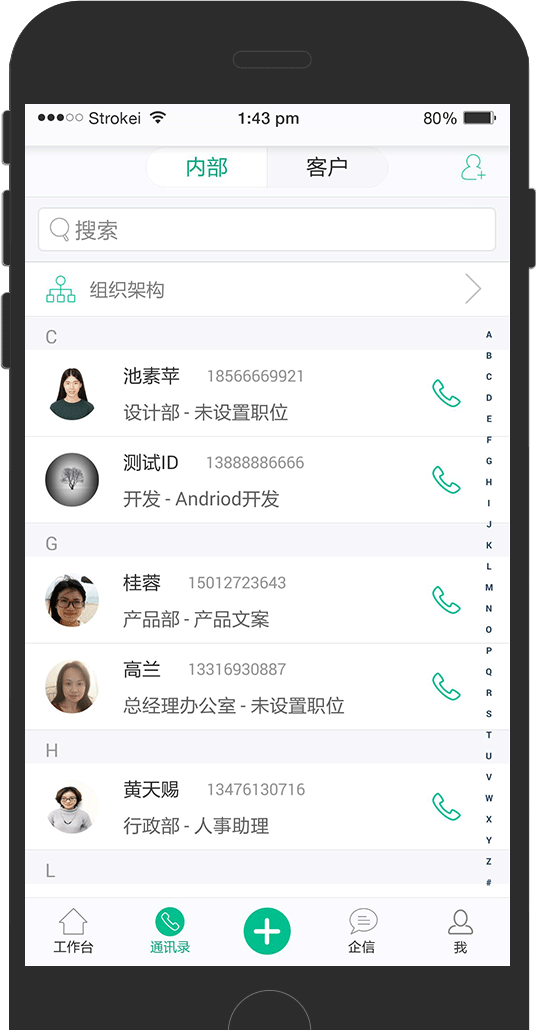 Strokei 1:43 pm 80%
内部 客户
搜索
组织架构
C
池素苹 18566669921
设计部 - 未设置职位
测试ID 13888886666
开发 - Andriod开发
G
桂蓉 15012723643
产品部 - 产品文案
高兰 13316930887
总经理办公室 - 未设置职位
H
黄天赐 13476130716
行政部 - 人事助理
L
A
B
C
D
E
F
G
H
I
J
K
L
M
N
O
P
Q
R
S
T
U
V
W
X
Y
Z
#
工作台 通讯录 企信 我